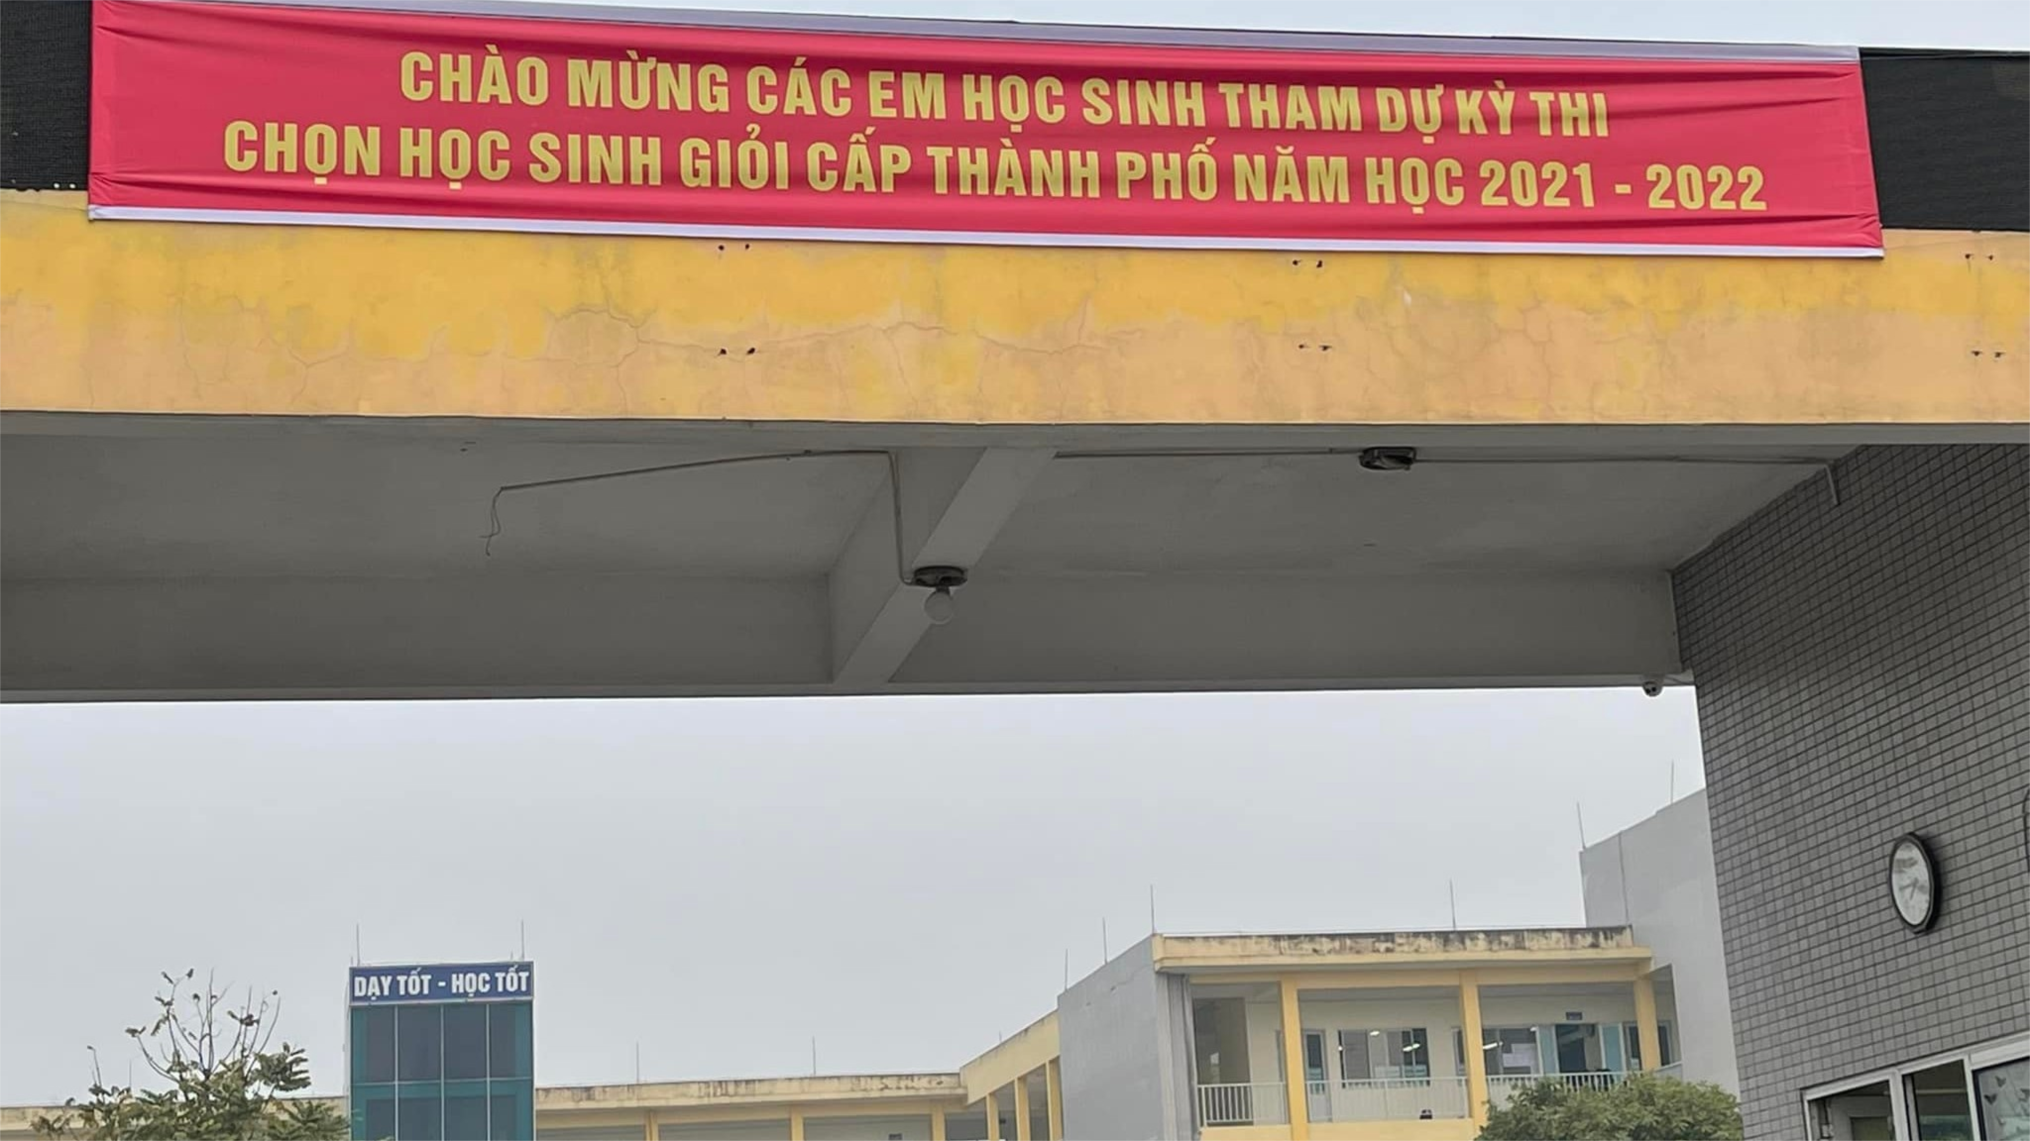 CHÀO MỪNG CÁC EM HỌC SINH THAM DỰ KỲ THI
CHỌN HỌC SINH GIỎI CẤP THÀNH PHỐ NĂM HỌC 2021 - 2022
DẠY TỐT - HỌC TỐT